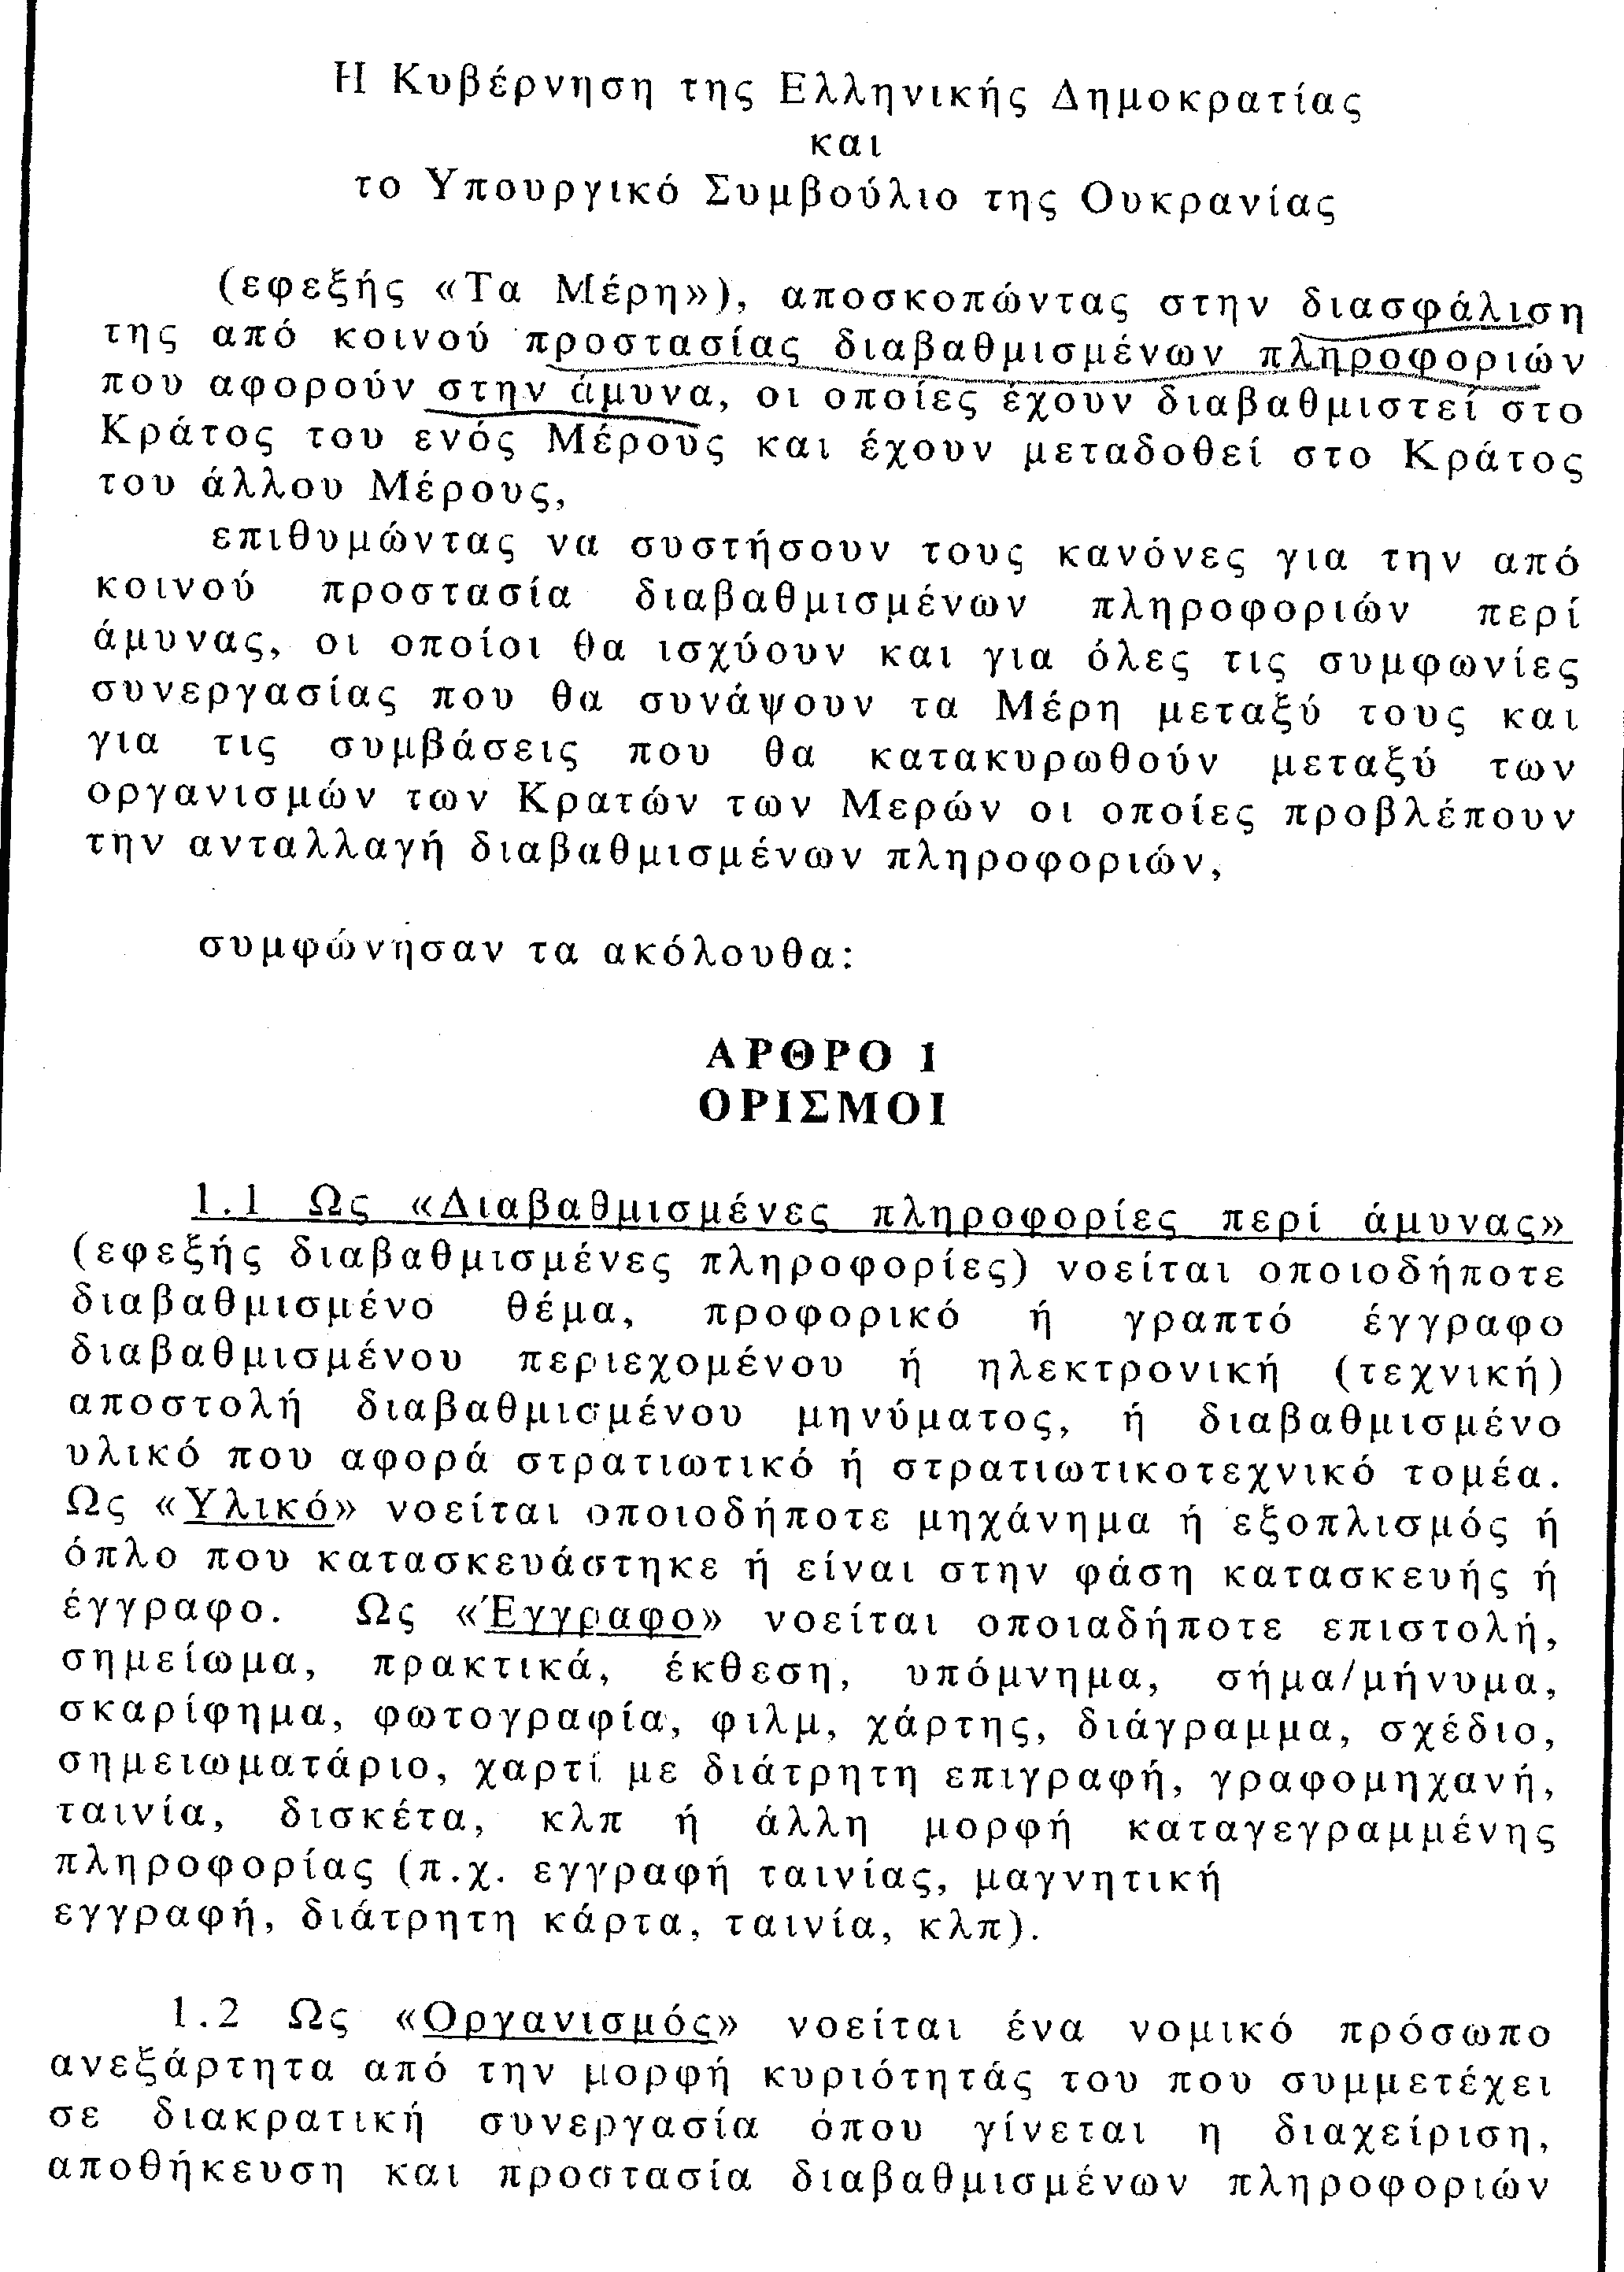 Η Κυβέρνηση της Ελληνικής Δημοκρατίας
και
το Υπουργικό Συμβούλιο της Ουκρανίας
(εφεξής «Τα Μέρη»), αποσκοπώντας στην διασφάλιση
της από κοινού προστασίας διαβαθμισμένων πληροφοριών
που αφορούν στην άμυνα, οι οποίες έχουν διαβαθμιστεί στο
Κράτος του ενός Μέρους και έχουν μεταδοθεί στο Κράτος
του άλλου Μέρους,
επιθυμώντας να συστήσουν τους κανόνες για την από
κοινού προστασία διαβαθμισμένων πληροφοριών περί
άμυνας, οι οποίοι θα ισχύουν και για όλες τις συμφωνίες
συνεργασίας που θα συνάψουν τα Μέρη μεταξύ τους και
για τις συμβάσεις που θα κατακυρωθούν μεταξύ των
οργανισμών των Κρατών των Μερών οι οποίες προβλέπουν
την ανταλλαγή διαβαθμισμένων πληροφοριών,
συμφώνησαν τα ακόλουθα:
ΑΡΘΡΟ 1
ΟΡΙΣΜΟΙ
1.1 Ως «Διαβαθμισμένες πληροφορίες περί άμυνας»
(εφεξής διαβαθμισμένες πληροφορίες) νοείται οποιοδήποτε
διαβαθμισμένο θέμα, προφορικό ή γραπτό έγγραφο
διαβαθμισμένου περιεχομένου ή ηλεκτρονική (τεχνική)
αποστολή διαβαθμισμένου μηνύματος, ή διαβαθμισμένο
υλικό που αφορά στρατιωτικό ή στρατιωτικοτεχνικό τομέα.
Ως «Υλικό» νοείται οποιοδήποτε μηχάνημα ή εξοπλισμός ή
όπλο που κατασκευάστηκε ή είναι στην φάση κατασκευής ή
έγγραφο. Ως «Έγγραφο» νοείται οποιαδήποτε επιστολή,
σημείωμα, πρακτικά, έκθεση, υπόμνημα, σήμα/μήνυμα,
σκαρίφημα, φωτογραφία, φιλμ, χάρτης, διάγραμμα, σχέδιο,
σημειωματάριο, χαρτί με διάτρητη επιγραφή, γραφομηχανή,
ταινία, δισκέτα, κλπ ή άλλη μορφή καταγεγραμμένης
πληροφορίας (π.χ. εγγραφή ταινίας, μαγνητική
εγγραφή, διάτρητη κάρτα, ταινία, κλπ).
1.2 Ως «Οργανισμός» νοείται ένα νομικό πρόσωπο
ανεξάρτητα από την μορφή κυριότητάς του που συμμετέχει
σε διακρατική συνεργασία όπου γίνεται η διαχείριση,
αποθήκευση και προστασία διαβαθμισμένων πληροφοριών